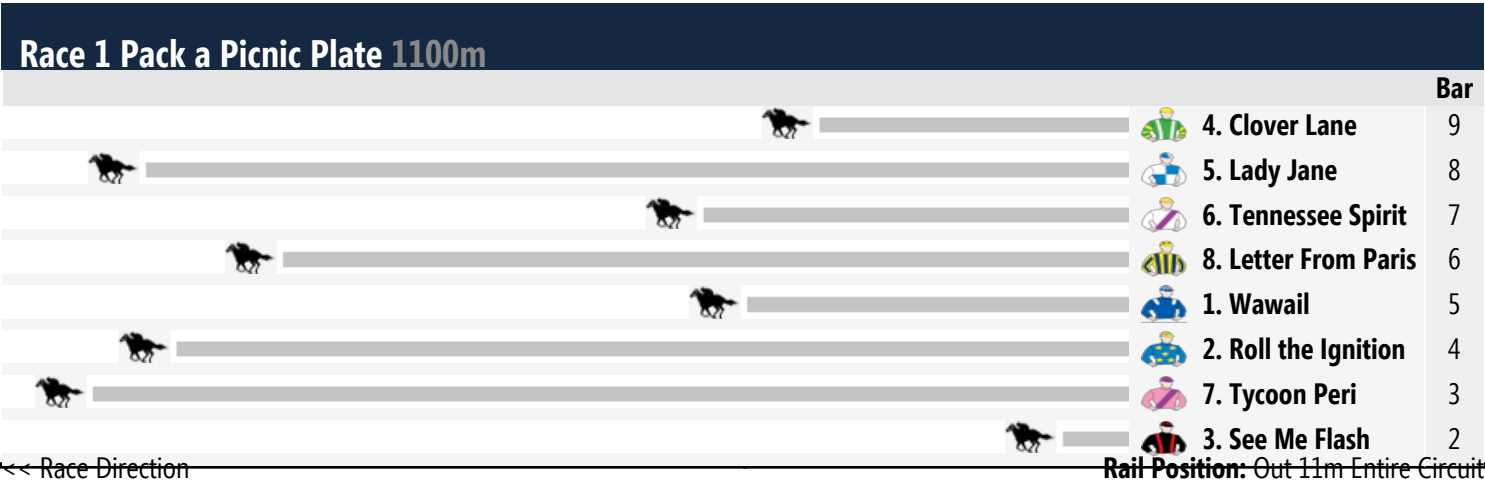 Race 1 Pack a Picnic Plate 1100m
Bar
4. Clover Lane 9
5. Lady Jane 8
6. Tennessee Spirit 7
8. Letter From Paris 6
1. Wawail 5
2. Roll the Ignition 4
7. Tycoon Peri 3
3. See Me Flash 2
<< Race Direction Rail Position: Out 11m Entire Circuit